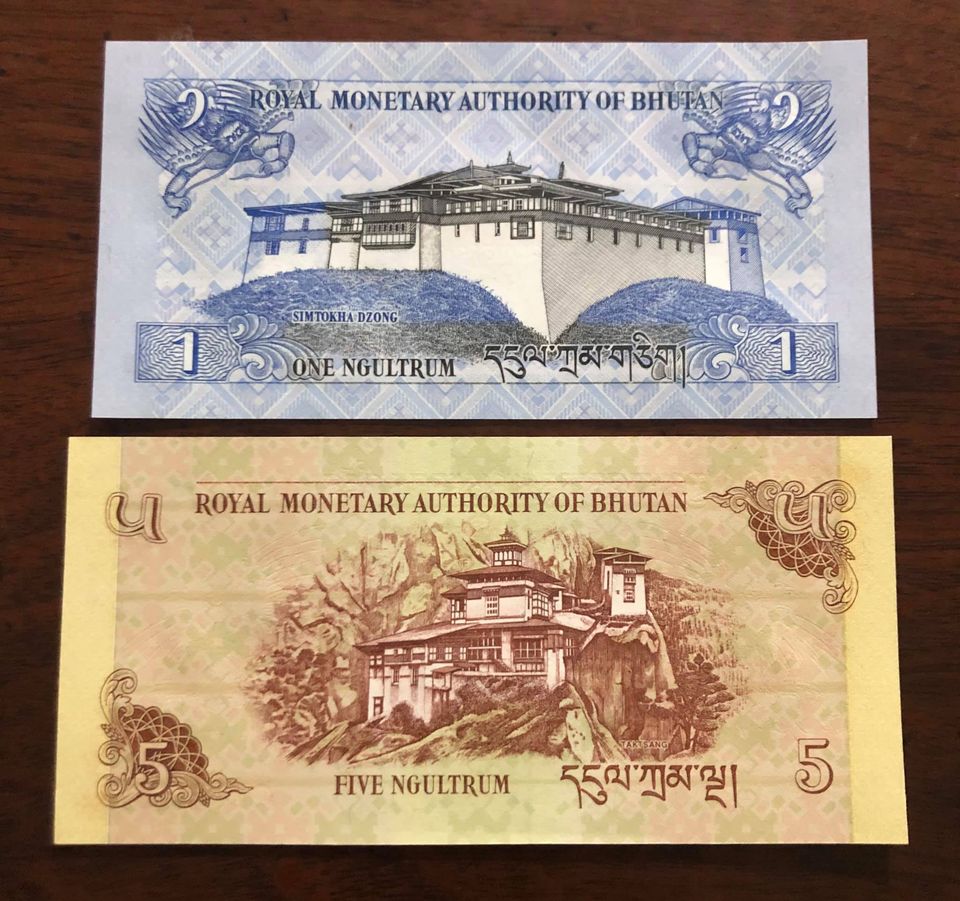 ༡ ROYAL MONETARY AUTHORITY OF BHUTAN ༡
SIMTOKHA DZONG
1 ONE NGULTRUM དངུལ་ཀྲམ་གཅིག། 1
༥ ROYAL MONETARY AUTHORITY OF BHUTAN ༥
TAKTSANG
5 FIVE NGULTRUM དངུལ་ཀྲམ་ལྔ། 5